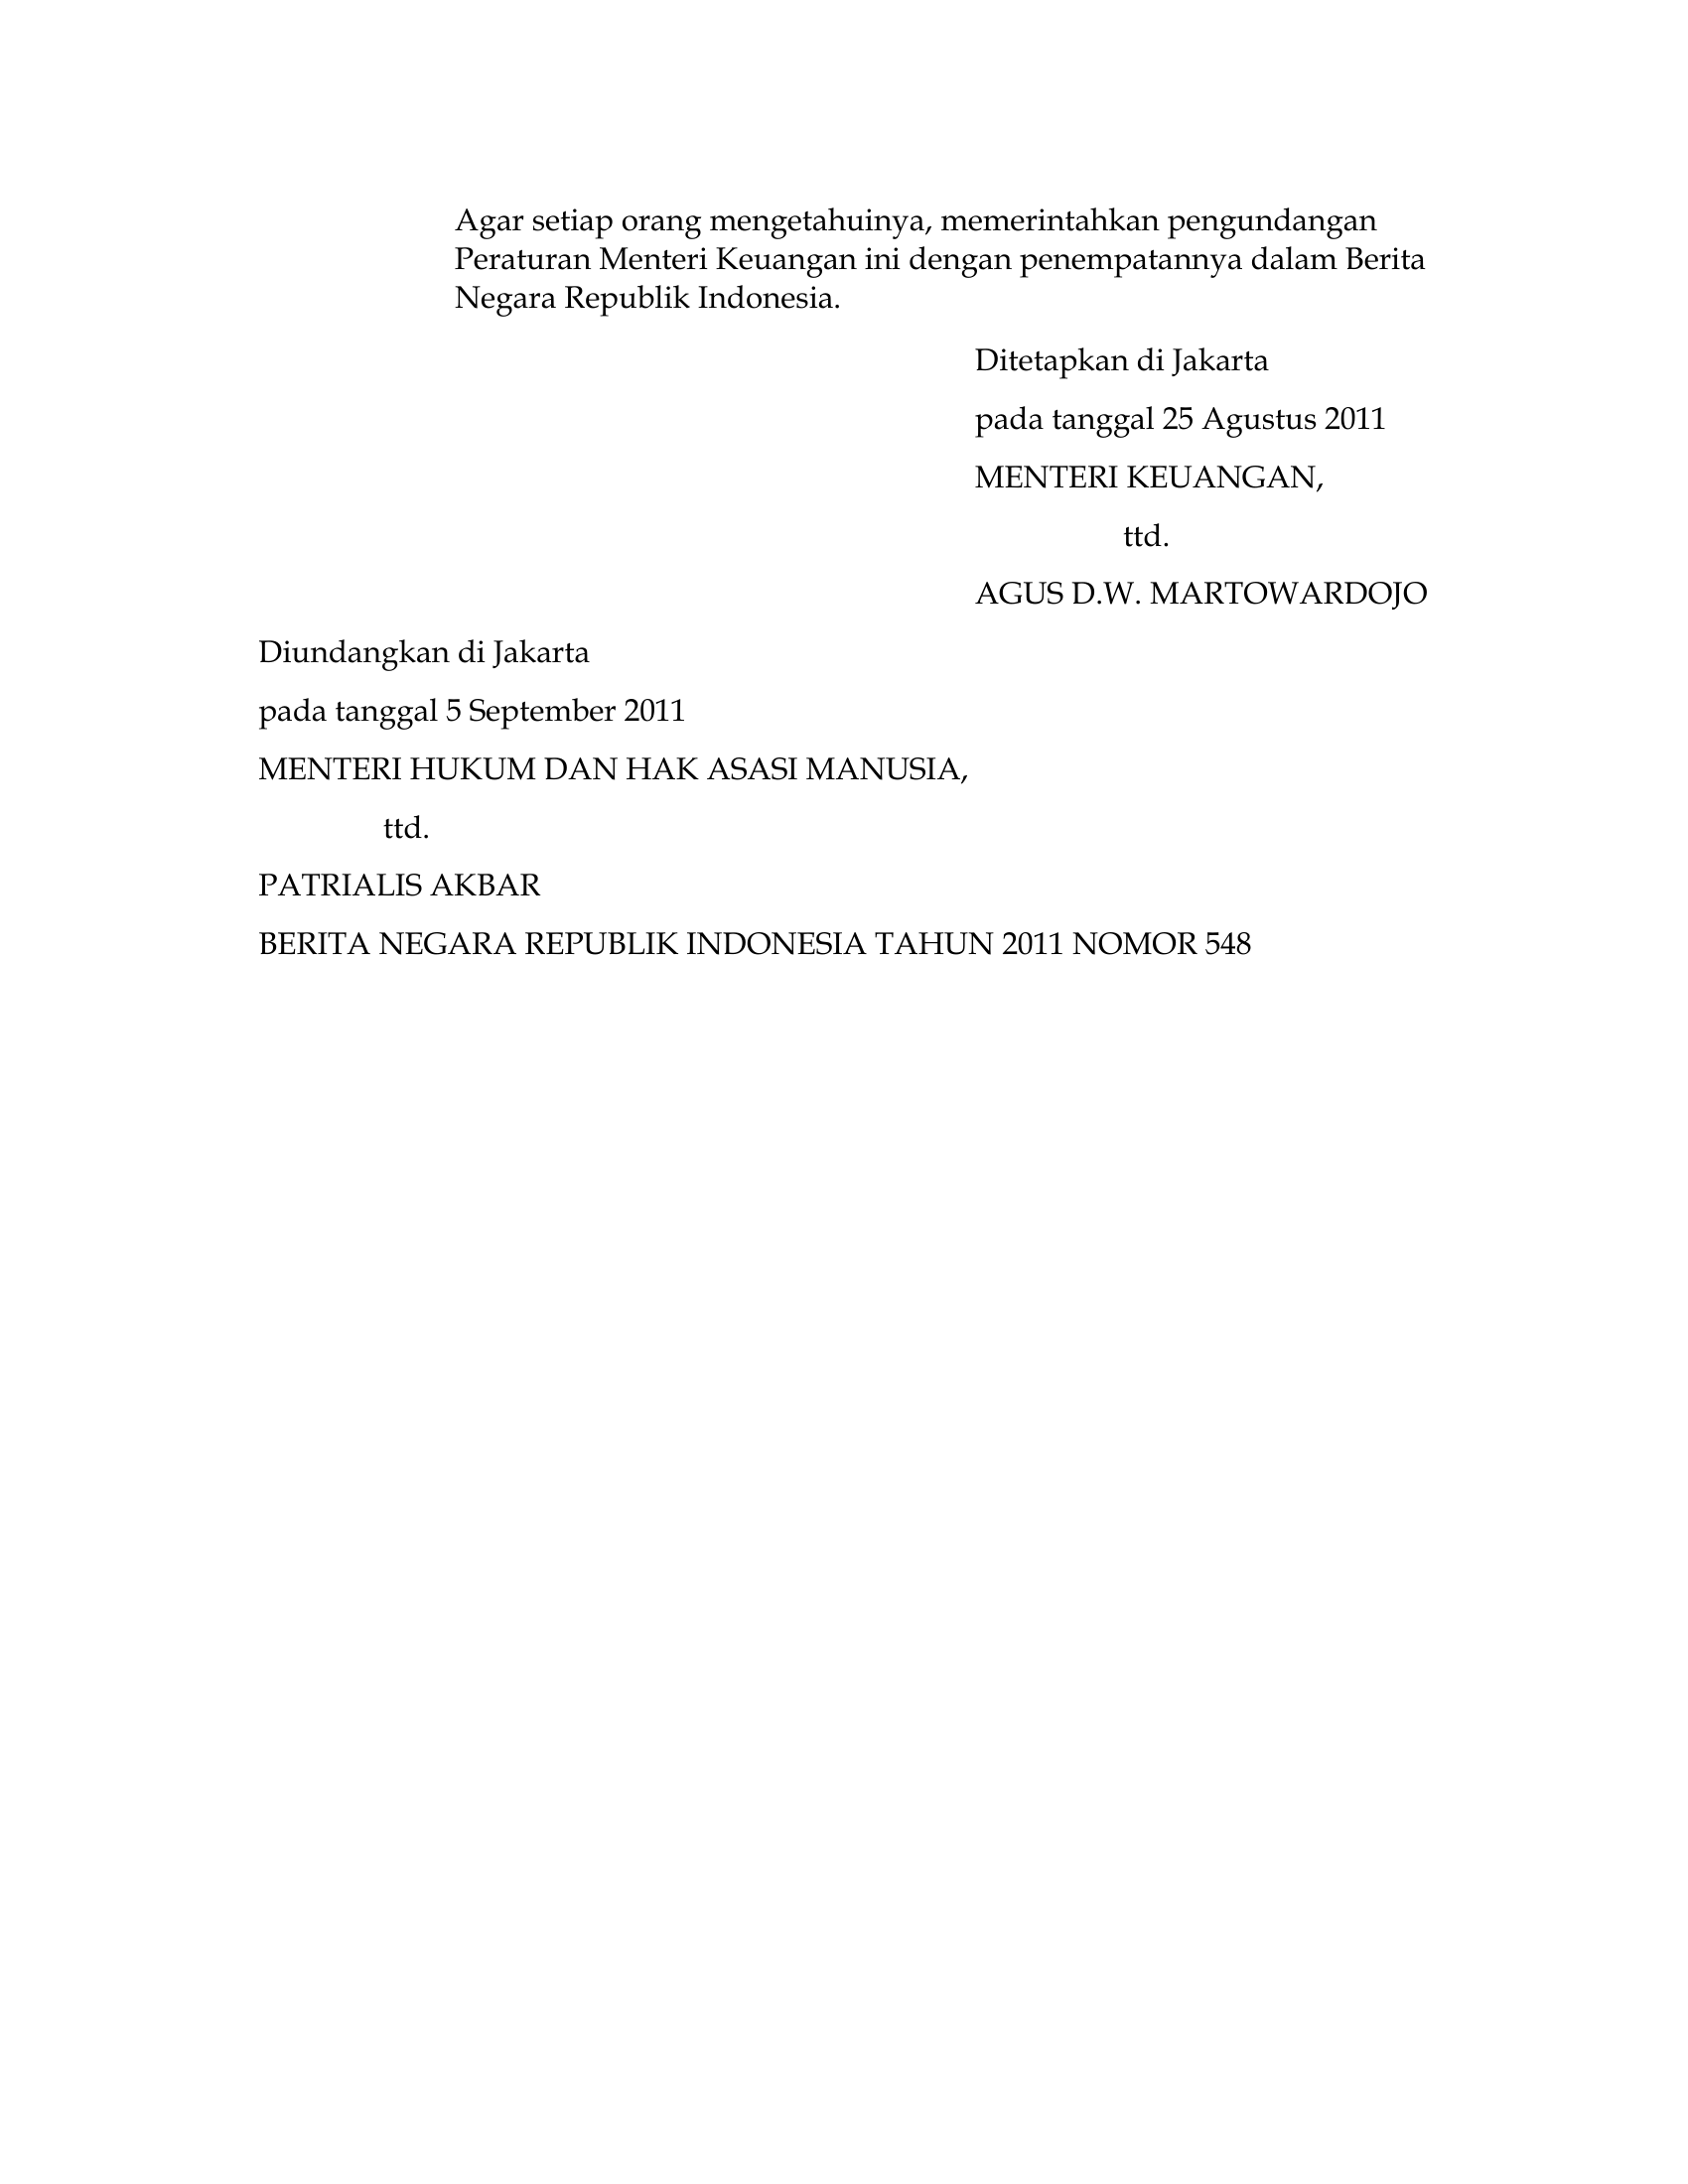 Agar setiap orang mengetahuinya, memerintahkan pengundangan
Peraturan Menteri Keuangan ini dengan penempatannya dalam Berita
Negara Republik Indonesia.
Ditetapkan di Jakarta
pada tanggal 25 Agustus 2011
MENTERI KEUANGAN,
ttd.
AGUS D.W. MARTOWARDOJO
Diundangkan di Jakarta
pada tanggal 5 September 2011
MENTERI HUKUM DAN HAK ASASI MANUSIA,
ttd.
PATRIALIS AKBAR
BERITA NEGARA REPUBLIK INDONESIA TAHUN 2011 NOMOR 548